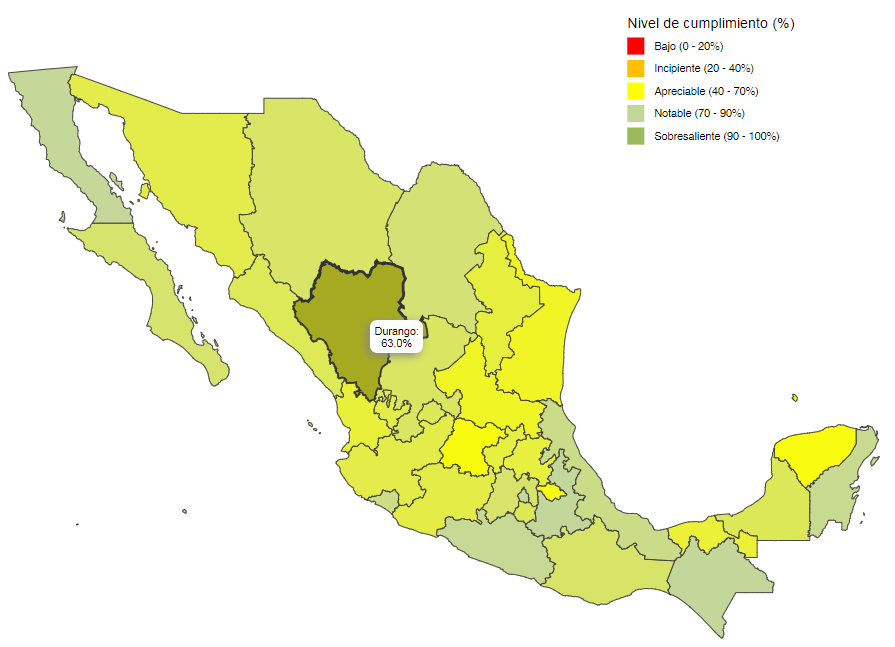 Nivel de cumplimiento (%)
Bajo (0 - 20%)
Incipiente (20 - 40%)
Apreciable (40 - 70%)
Notable (70 - 90%)
Sobresaliente (90 - 100%)
Durango:
63.0%